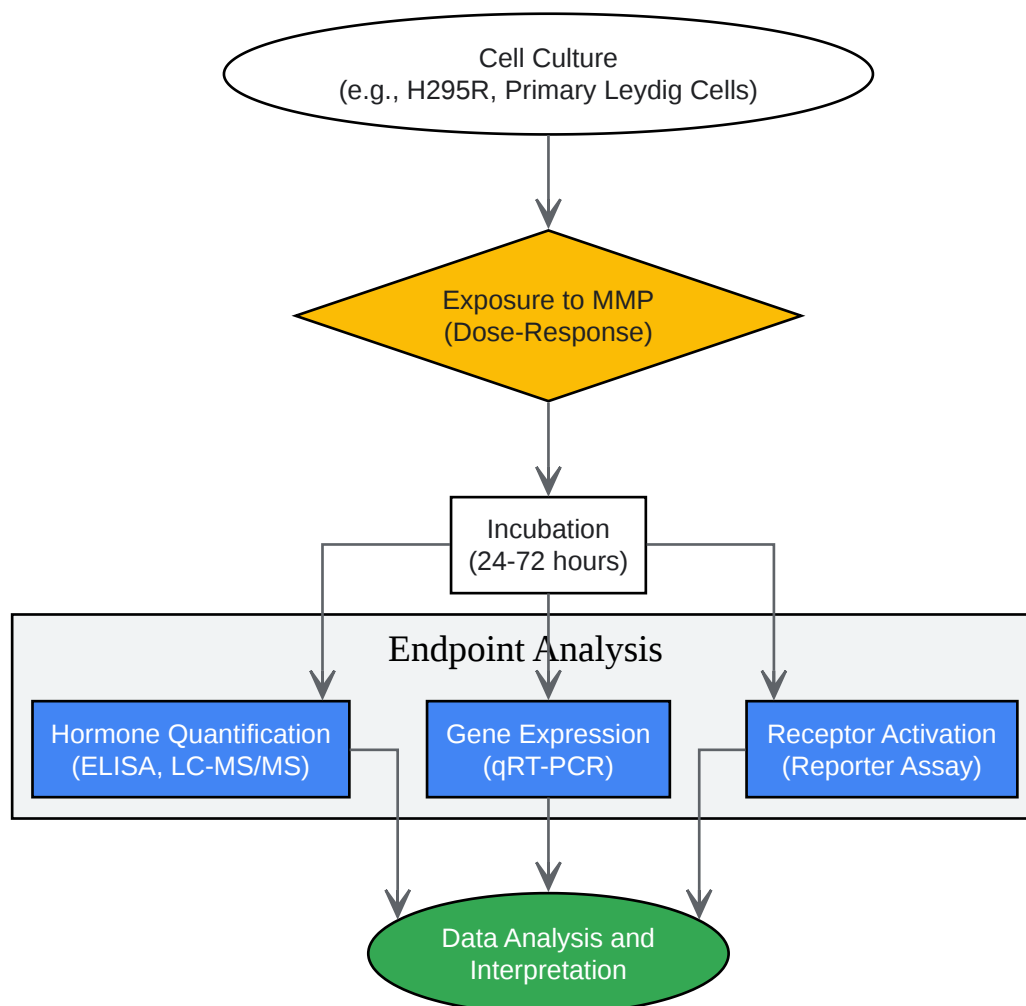 Cell Culture
(e.g., H295R, Primary Leydig Cells)
Exposure to MMP
(Dose-Response)
Incubation
(24-72 hours)
Endpoint Analysis
Hormone Quantification
(ELISA, LC-MS/MS)
Gene Expression
(qRT-PCR)
Receptor Activation
(Reporter Assay)
Data Analysis and
Interpretation